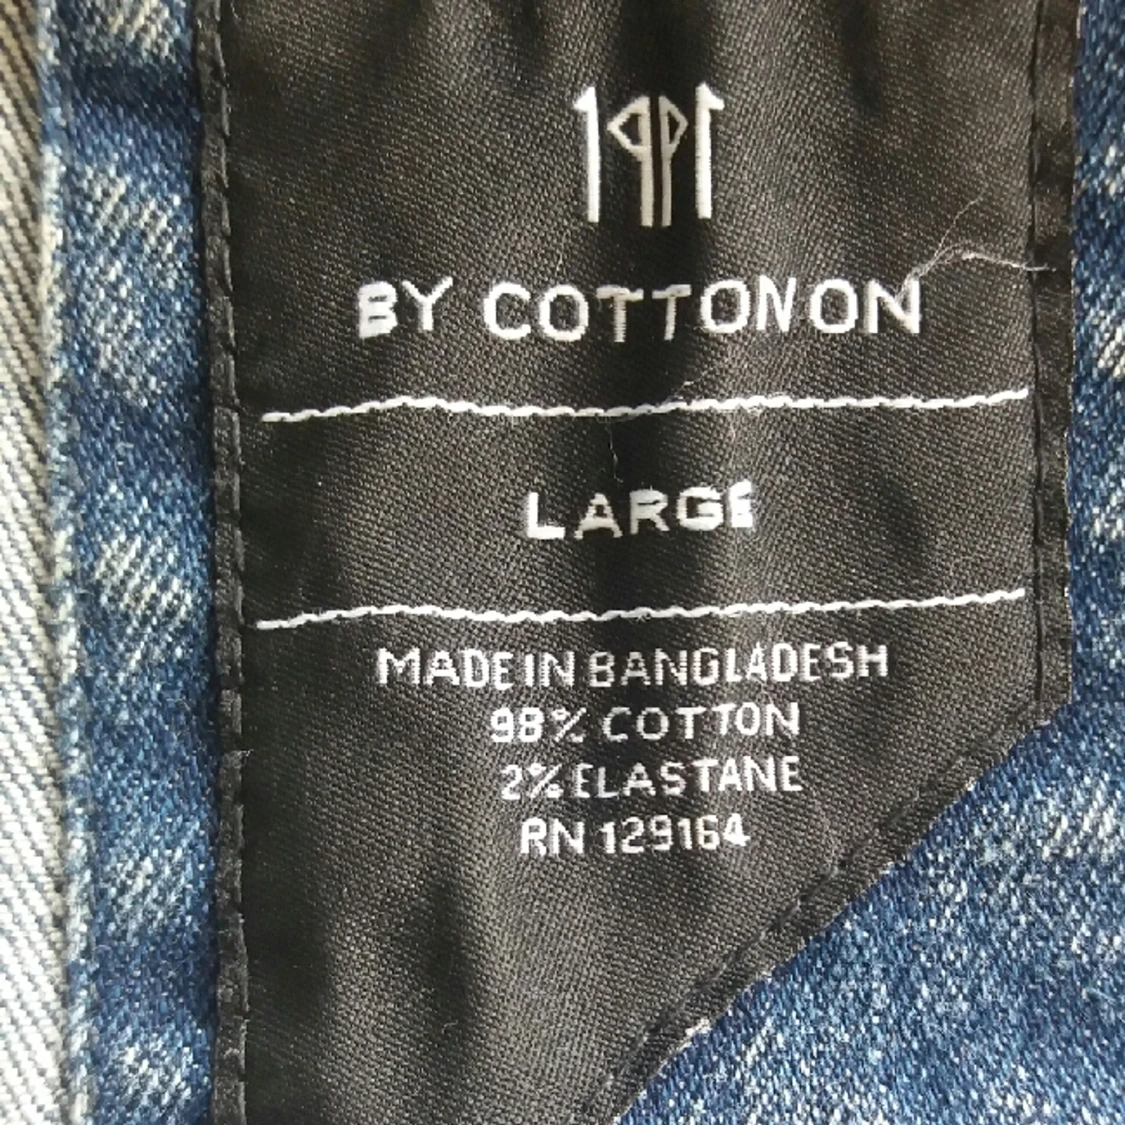 1991
BY COTTON ON
LARGE
MADE IN BANGLADESH
98% COTTON
2% ELASTANE
RN 129164